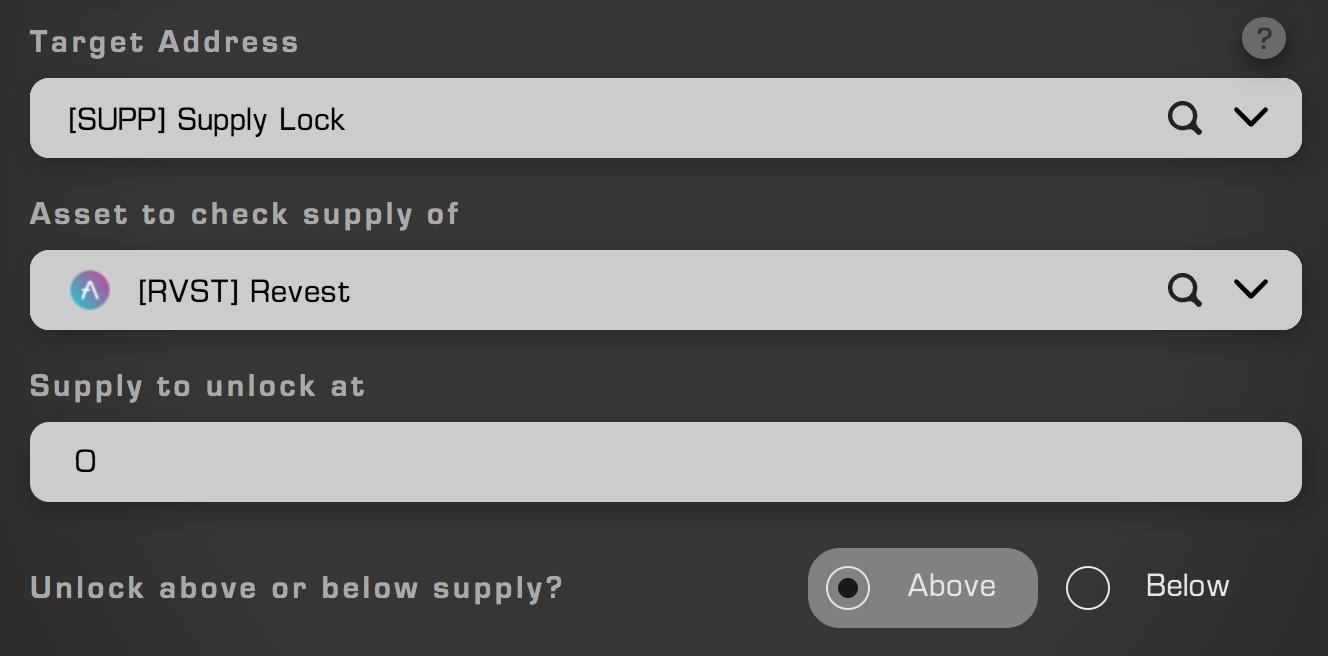 Target Address
?
[SUPP] Supply Lock
Asset to check supply of
[RVST] Revest
Supply to unlock at
0
Unlock above or below supply? Above Below